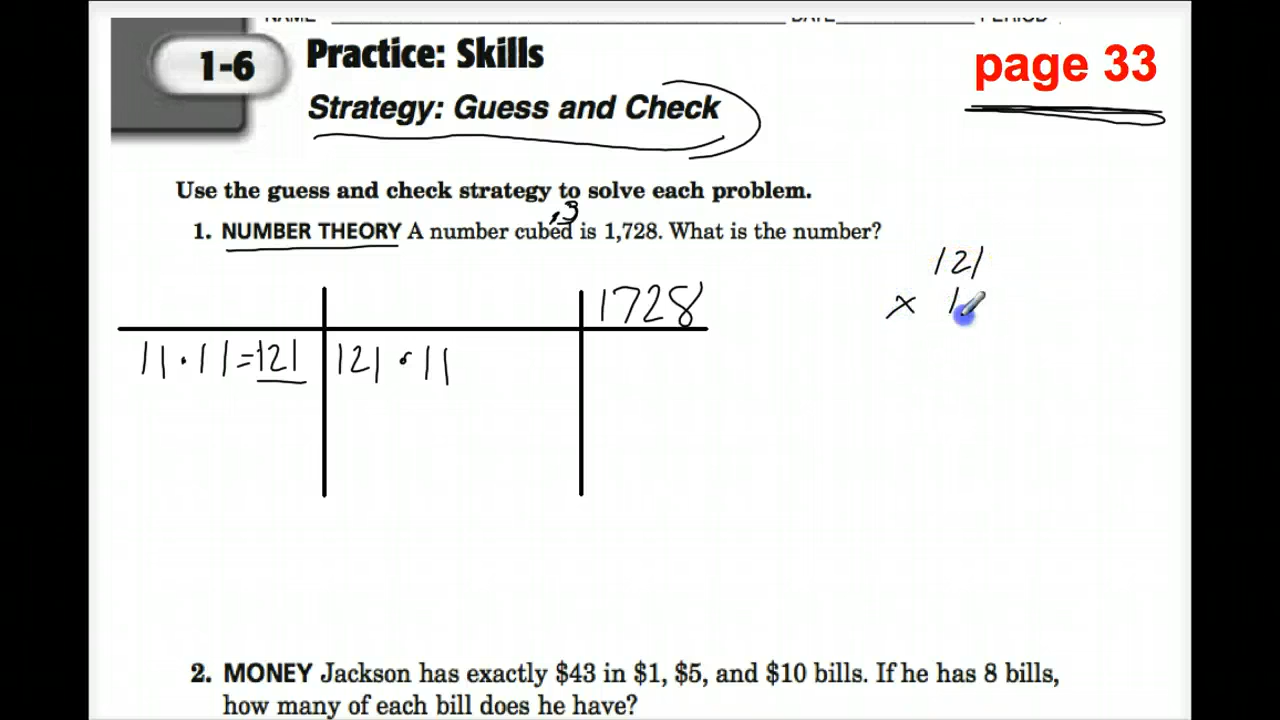 NAME DATE PERIOD
1-6 Practice: Skills
page 33
Strategy: Guess and Check
Use the guess and check strategy to solve each problem.
3
1. NUMBER THEORY A number cubed is 1,728. What is the number?
121
× 1
1728
11 · 11 = 121 121 · 11
2. MONEY Jackson has exactly $43 in $1, $5, and $10 bills. If he has 8 bills,
how many of each bill does he have?